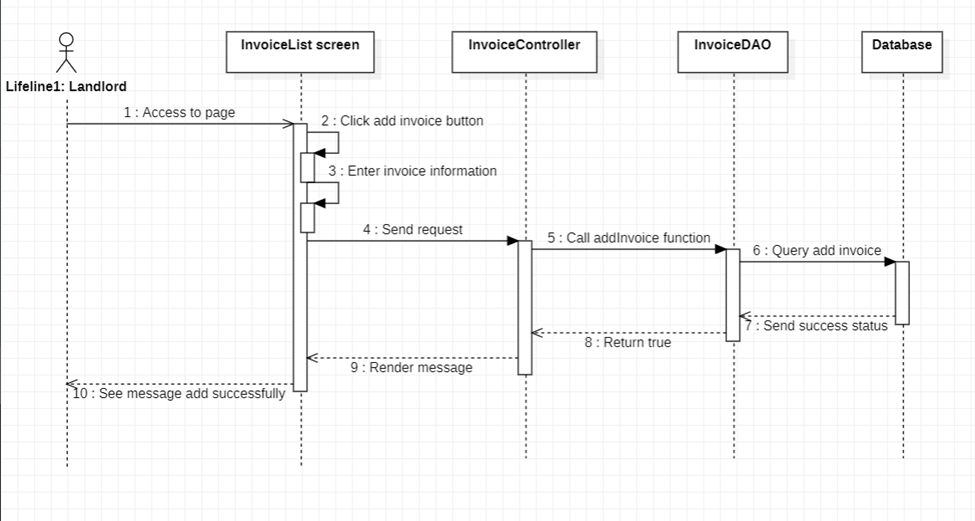 InvoiceList screen
InvoiceController
InvoiceDAO
Database
Lifeline1: Landlord
1 : Access to page
2 : Click add invoice button
3 : Enter invoice information
4 : Send request
5 : Call addInvoice function
6 : Query add invoice
7 : Send success status
8 : Return true
9 : Render message
10 : See message add successfully